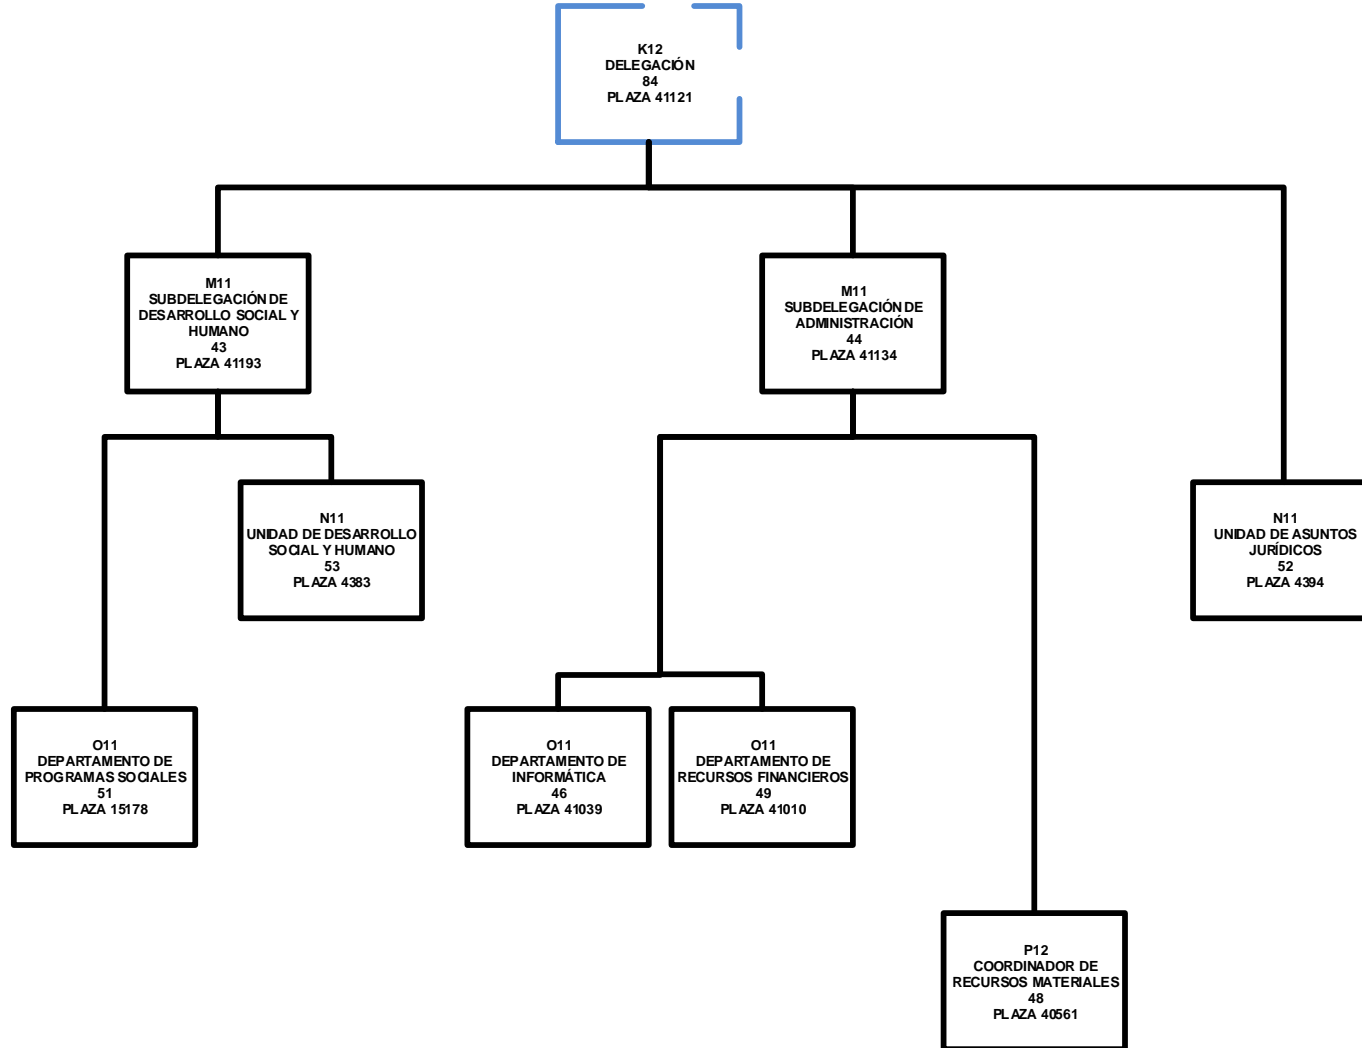 K12
DELEGACIÓN
84
PLAZA 41121
M11
SUBDELEGACIÓN DE
DESARROLLO SOCIAL Y
HUMANO
43
PLAZA 41193
M11
SUBDELEGACIÓN DE
ADMINISTRACIÓN
44
PLAZA 41134
N11
UNIDAD DE DESARROLLO
SOCIAL Y HUMANO
53
PLAZA 4383
N11
UNIDAD DE ASUNTOS
JURÍDICOS
52
PLAZA 4394
O11
DEPARTAMENTO DE
PROGRAMAS SOCIALES
51
PLAZA 15178
O11
DEPARTAMENTO DE
INFORMÁTICA
46
PLAZA 41039
O11
DEPARTAMENTO DE
RECURSOS FINANCIEROS
49
PLAZA 41010
P12
COORDINADOR DE
RECURSOS MATERIALES
48
PLAZA 40561